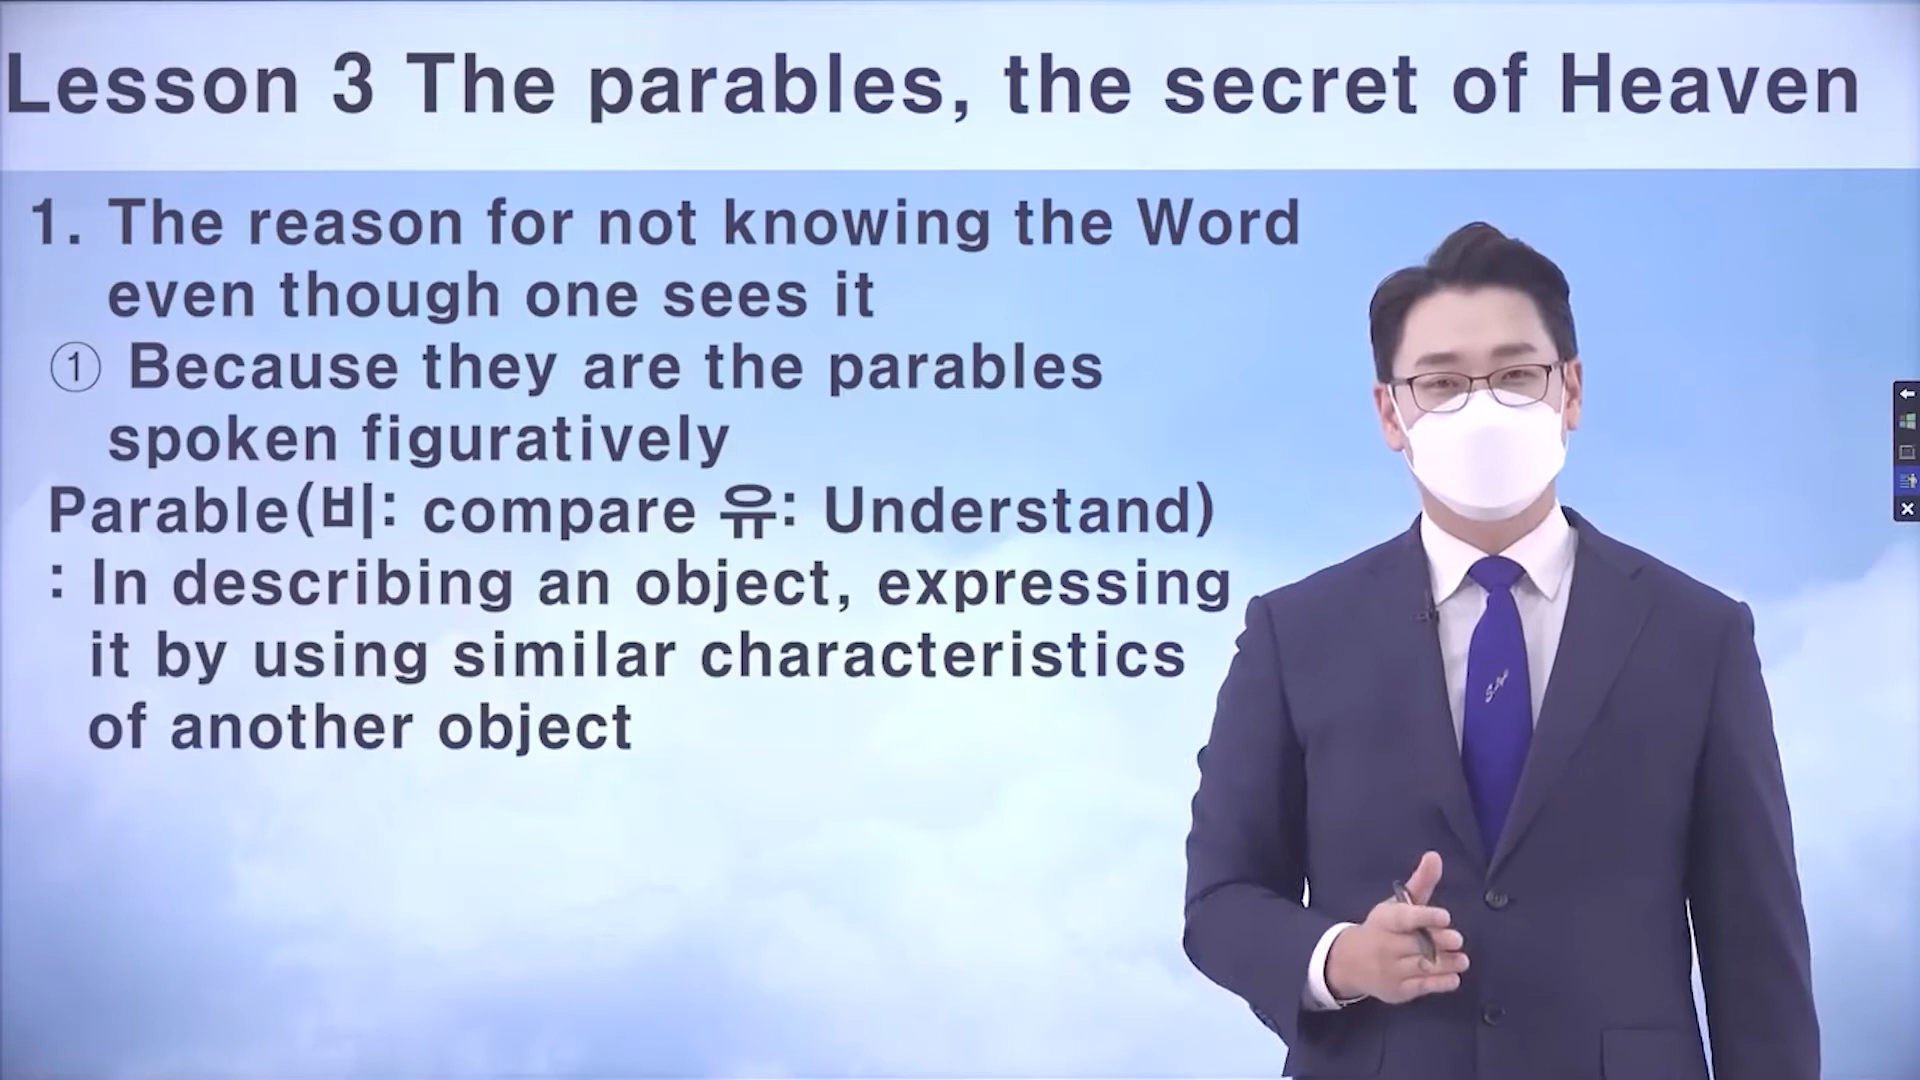 Lesson 3 The parables, the secret of Heaven
1. The reason for not knowing the Word
even though one sees it
① Because they are the parables
spoken figuratively
Parable(비: compare 유: Understand)
: In describing an object, expressing
it by using similar characteristics
of another object